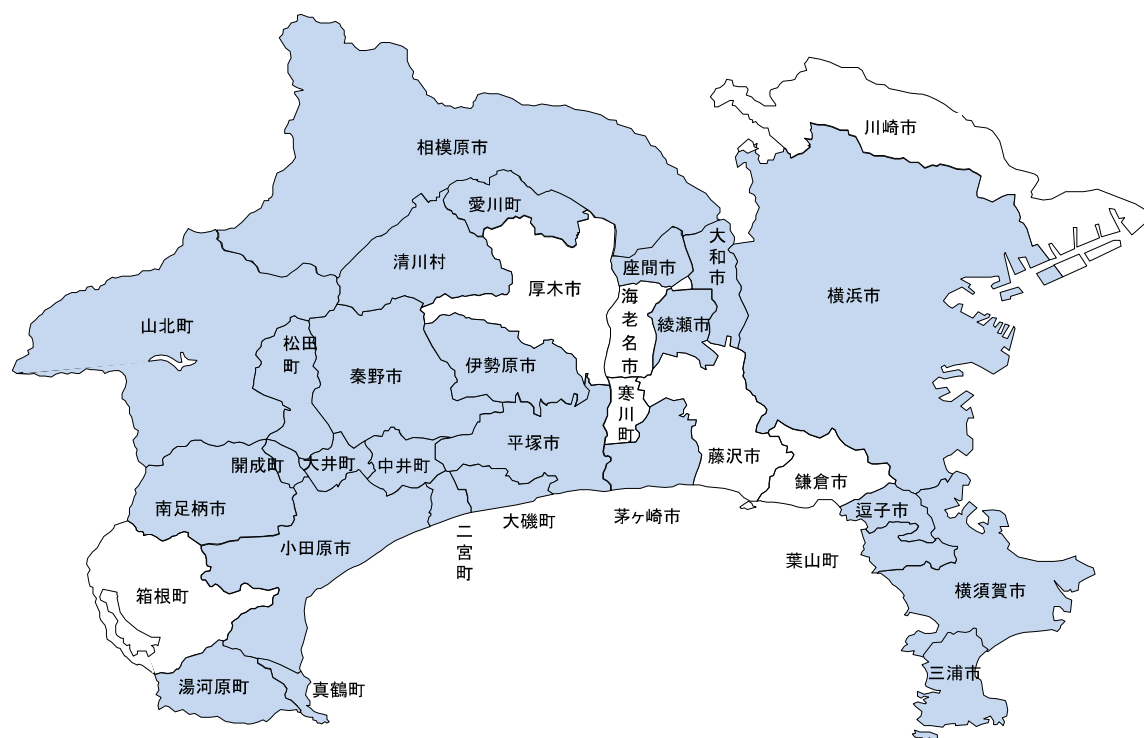 川崎市
相模原市
愛川町
大和市
清川村
座間市
厚木市
海老名市
横浜市
山北町
綾瀬市
松田町
伊勢原市
秦野市
寒川町
平塚市
藤沢市
開成町
大井町
中井町
鎌倉市
南足柄市
逗子市
大磯町
茅ヶ崎市
小田原市
二宮町
葉山町
箱根町
横須賀市
三浦市
湯河原町
真鶴町